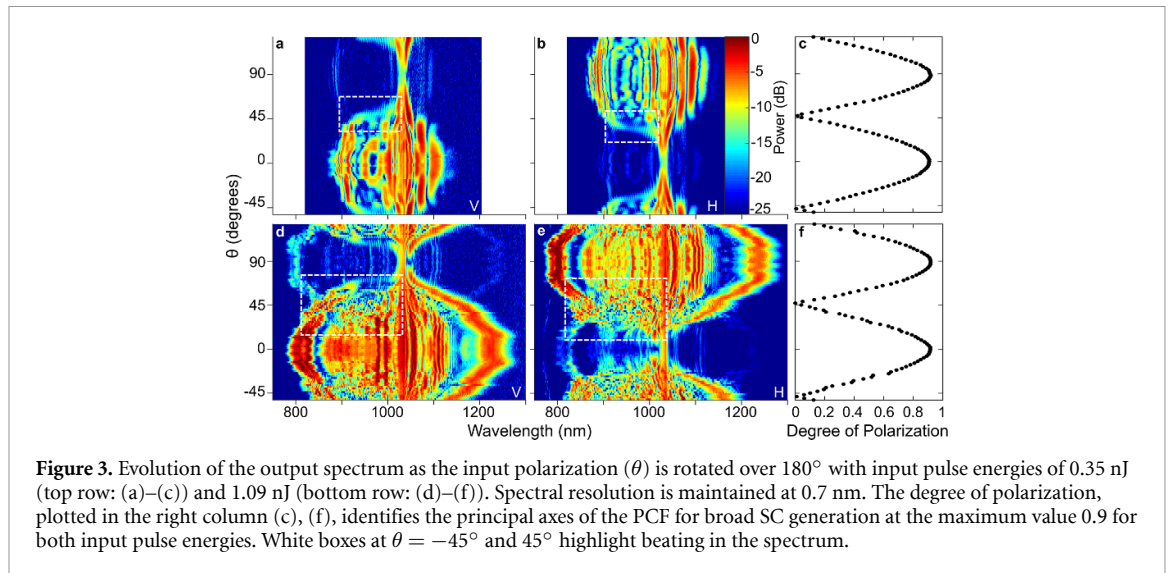 a
b
c
0
-5
-10
-15
-20
-25
Power (dB)
90
45
0
-45
V
H
θ (degrees)
d
e
f
90
45
0
-45
V
H
800
1000
1200
800
1000
1200
0
0.2
0.4
0.6
0.8
1
Wavelength (nm)
Degree of Polarization
Figure 3. Evolution of the output spectrum as the input polarization (θ) is rotated over 180° with input pulse energies of 0.35 nJ
(top row: (a)–(c)) and 1.09 nJ (bottom row: (d)–(f)). Spectral resolution is maintained at 0.7 nm. The degree of polarization,
plotted in the right column (c), (f), identifies the principal axes of the PCF for broad SC generation at the maximum value 0.9 for
both input pulse energies. White boxes at θ = −45° and 45° highlight beating in the spectrum.